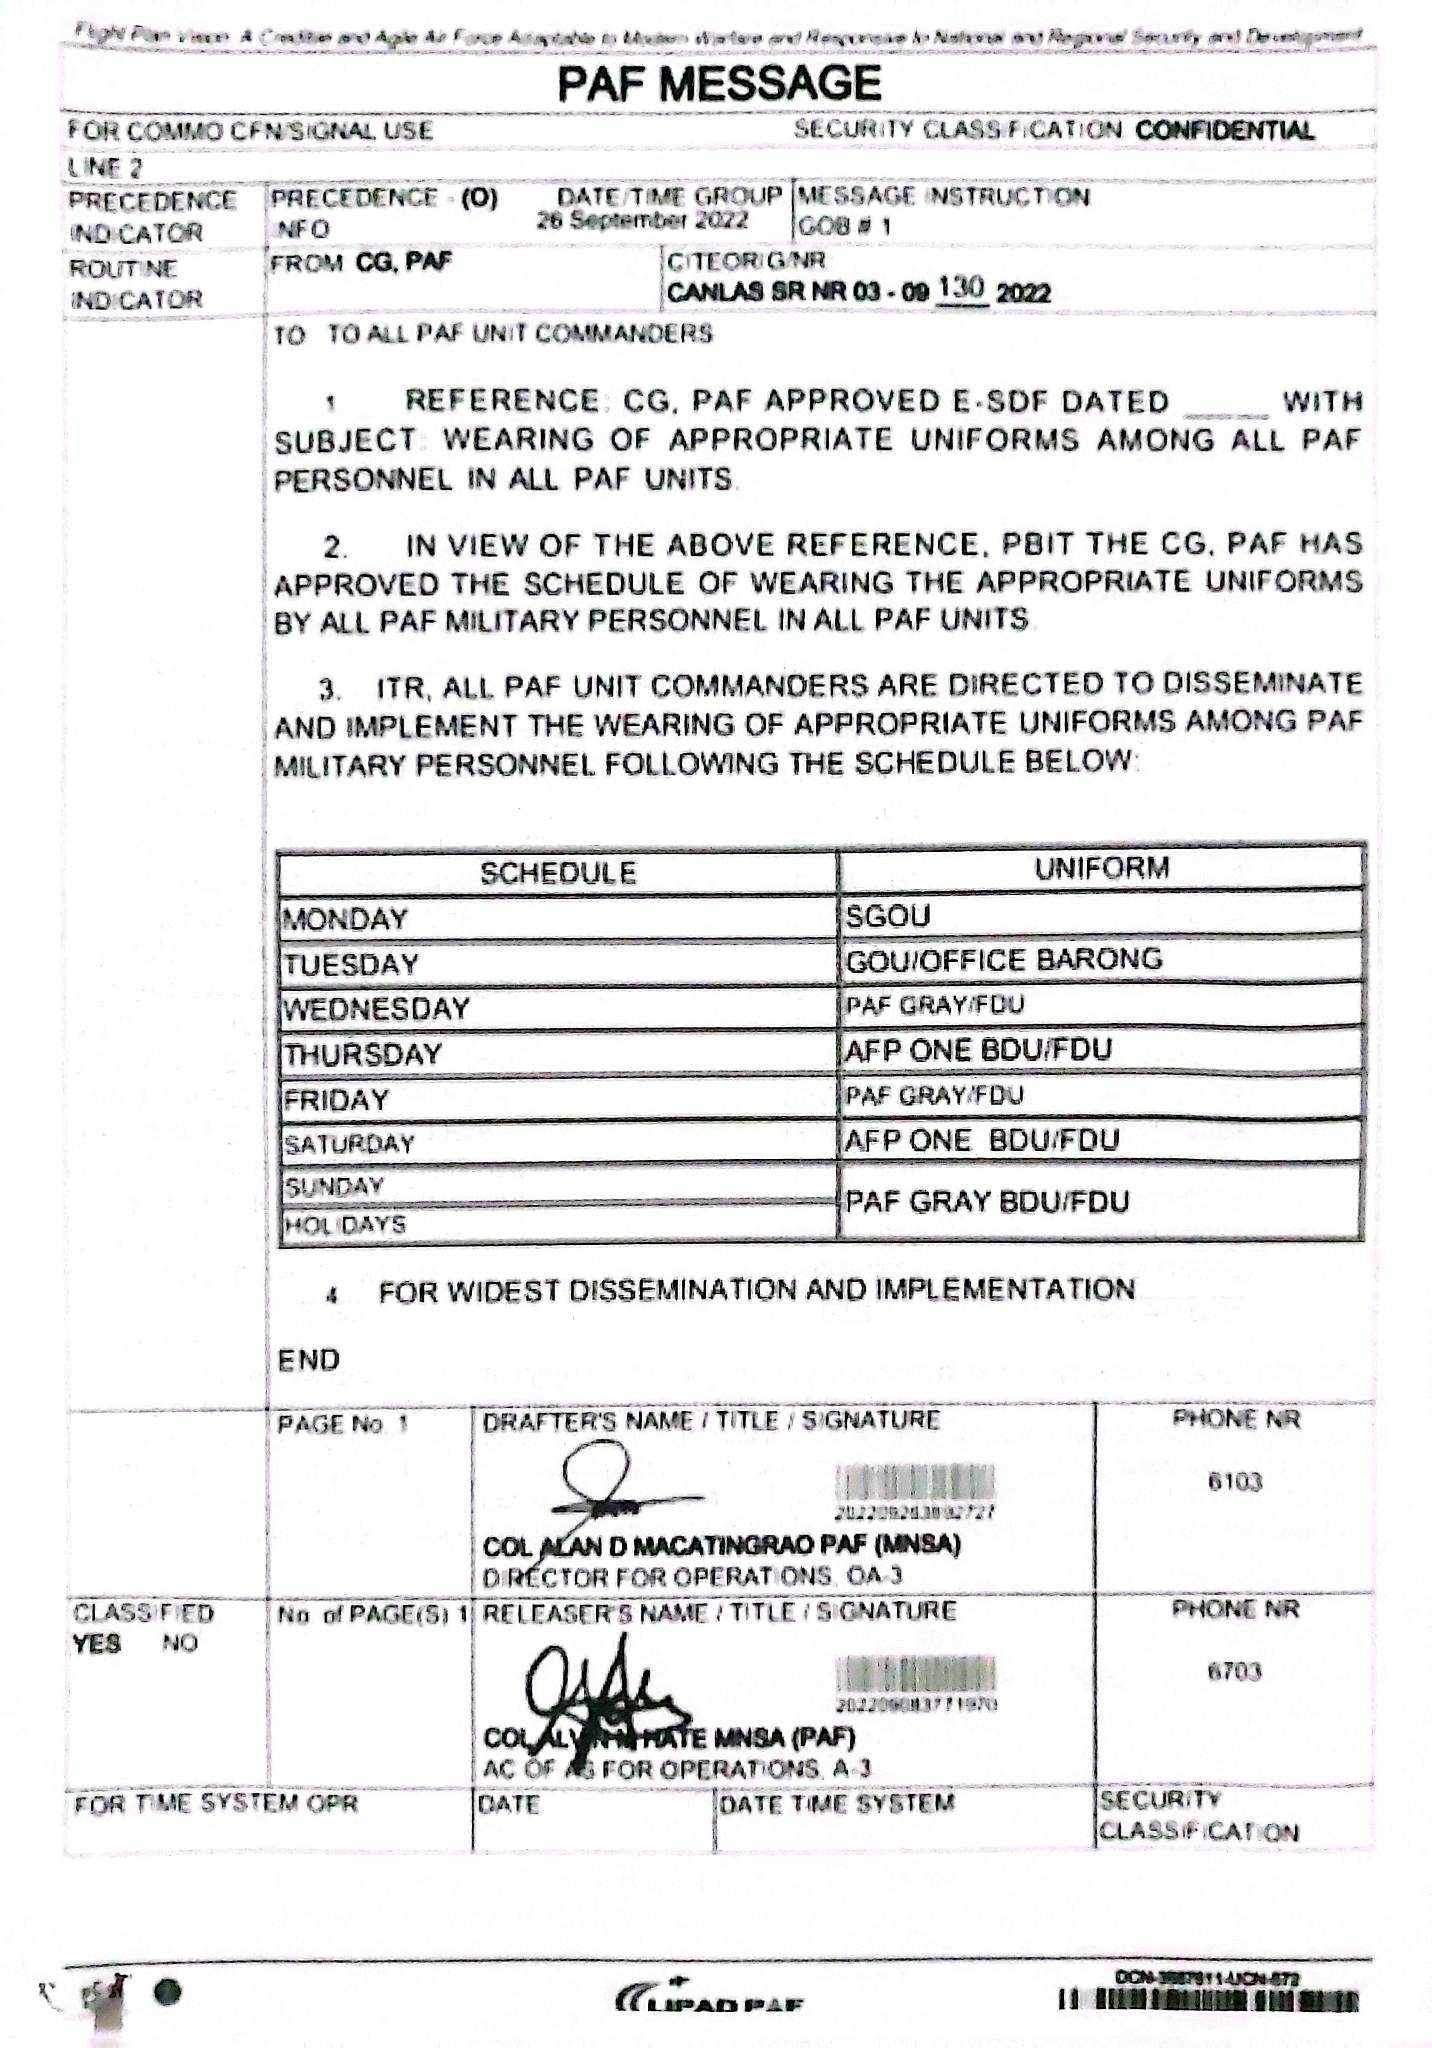 Flight Plan Vision: A Credible and Agile Air Force Adaptable to Modern Warfare and Responsive to National and Regional Security and Development
PAF MESSAGE
FOR COMMO CEN/SIGNAL USE SECURITY CLASSIFICATION CONFIDENTIAL
LINE 2
PRECEDENCE INDICATOR
PRECEDENCE - (O)
INFO
DATE/TIME GROUP
26 September 2022
MESSAGE INSTRUCTION
GOB # 1
ROUTINE INDICATOR
FROM CG, PAF
CITE ORIG/NR
CANLAS SR NR 03 - 09 130 2022
TO TO ALL PAF UNIT COMMANDERS
1 REFERENCE: CG, PAF APPROVED E-SDF DATED _____ WITH
SUBJECT: WEARING OF APPROPRIATE UNIFORMS AMONG ALL PAF
PERSONNEL IN ALL PAF UNITS.
2. IN VIEW OF THE ABOVE REFERENCE, PBIT THE CG, PAF HAS
APPROVED THE SCHEDULE OF WEARING THE APPROPRIATE UNIFORMS
BY ALL PAF MILITARY PERSONNEL IN ALL PAF UNITS
3. ITR, ALL PAF UNIT COMMANDERS ARE DIRECTED TO DISSEMINATE
AND IMPLEMENT THE WEARING OF APPROPRIATE UNIFORMS AMONG PAF
MILITARY PERSONNEL FOLLOWING THE SCHEDULE BELOW:
SCHEDULE UNIFORM
MONDAY SGOU
TUESDAY GOU/OFFICE BARONG
WEDNESDAY PAF GRAY/FDU
THURSDAY AFP ONE BDU/FDU
FRIDAY PAF GRAY/FDU
SATURDAY AFP ONE BDU/FDU
SUNDAY
HOLIDAYS
PAF GRAY BDU/FDU
4 FOR WIDEST DISSEMINATION AND IMPLEMENTATION
END
PAGE No. 1
DRAFTER'S NAME / TITLE / SIGNATURE
COL ALAN D MACATINGRAO PAF (MNSA)
DIRECTOR FOR OPERATIONS, OA-3
PHONE NR
6103
CLASSIFIED
YES NO
No. of PAGE(S) 1
RELEASER'S NAME / TITLE / SIGNATURE
MNSA (PAF)
AC OF AS FOR OPERATIONS, A-3
PHONE NR
6703
FOR TIME SYSTEM OPR
DATE
DATE TIME SYSTEM
SECURITY CLASSIFICATION
LIPAD PAF